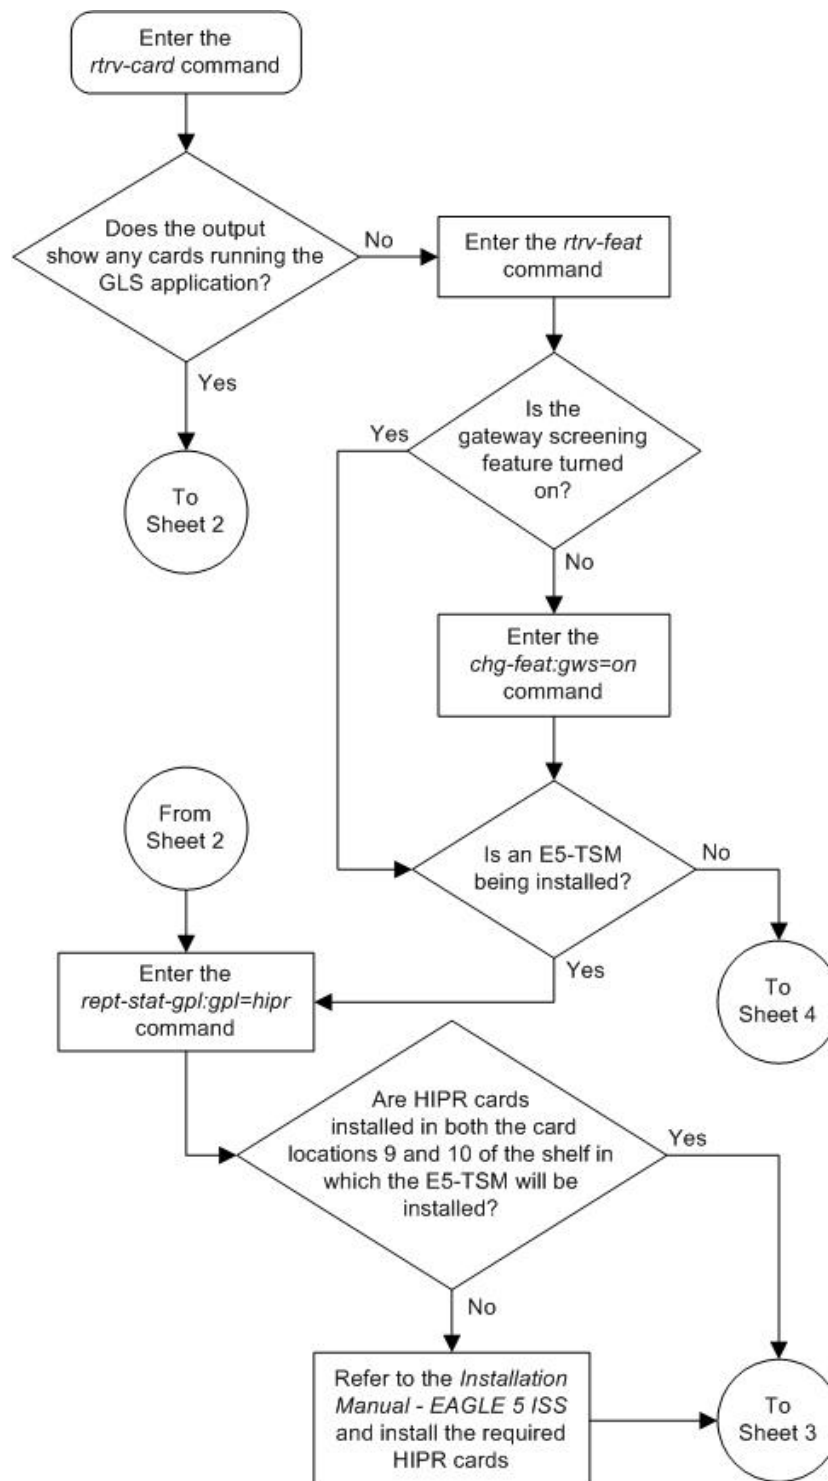 Enter the
rtrv-card command
Does the output
show any cards running the
GLS application?
No
Enter the rtrv-feat
command
Yes
To
Sheet 2
Is the
gateway screening
feature turned
on?
Yes
No
Enter the
chg-feat:gws=on
command
From
Sheet 2
Is an E5-TSM
being installed?
No
Yes
To
Sheet 4
Enter the
rept-stat-gpl:gpl=hipr
command
Are HIPR cards
installed in both the card
locations 9 and 10 of the shelf in
which the E5-TSM will be
installed?
Yes
No
Refer to the Installation
Manual - EAGLE 5 ISS
and install the required
HIPR cards
To
Sheet 3